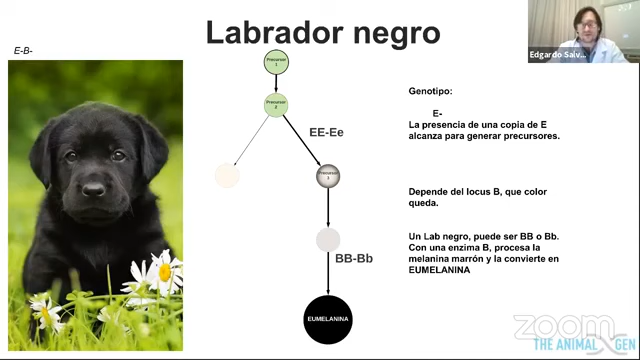 Labrador negro
E-B-
Precursor
1
Precursor
2
EE-Ee
Precursor
3
BB-Bb
EUMELANINA
Genotipo:
E-
La presencia de una copia de E
alcanza para generar precursores.
Depende del locus B, que color
queda.
Un Lab negro, puede ser BB o Bb.
Con una enzima B, procesa la
melanina marrón y la convierte en
EUMELANINA
Edgardo Salv...
zoom
THE ANIMAL GEN